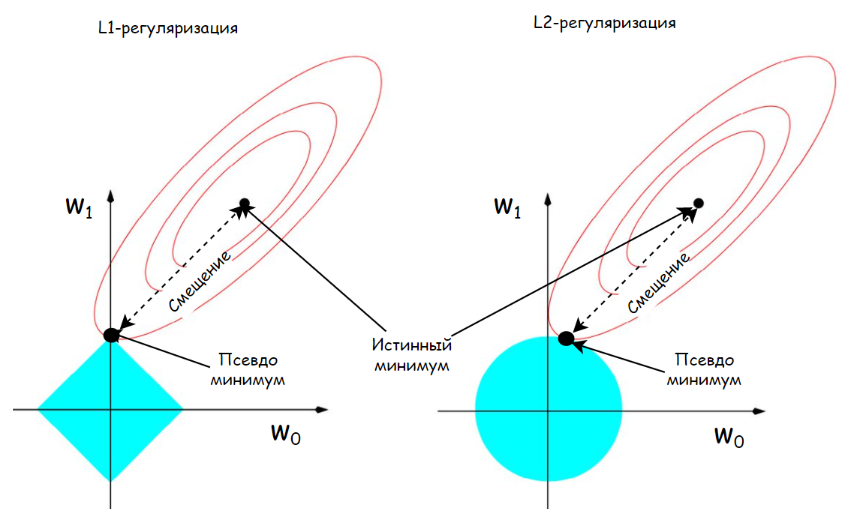 L1-регуляризация
L2-регуляризация
W1
W1
Смещение
Смещение
Истинный
минимум
Псевдо
минимум
Псевдо
минимум
W0
W0